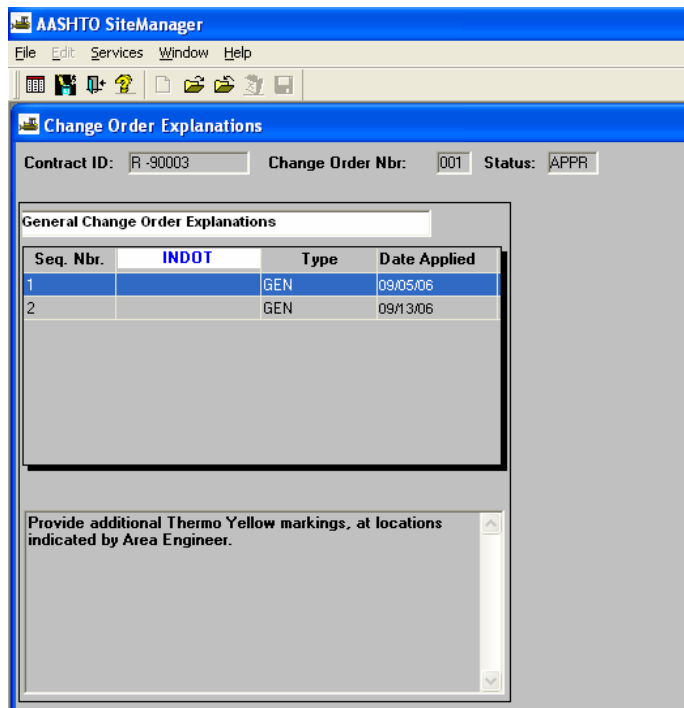 AASHTO SiteManager
File Edit Services Window Help
Change Order Explanations
Contract ID: R -90003 Change Order Nbr: 001 Status: APPR
General Change Order Explanations
Seq. Nbr. INDOT Type Date Applied
1 GEN 09/05/06
2 GEN 09/13/06
Provide additional Thermo Yellow markings, at locations
indicated by Area Engineer.